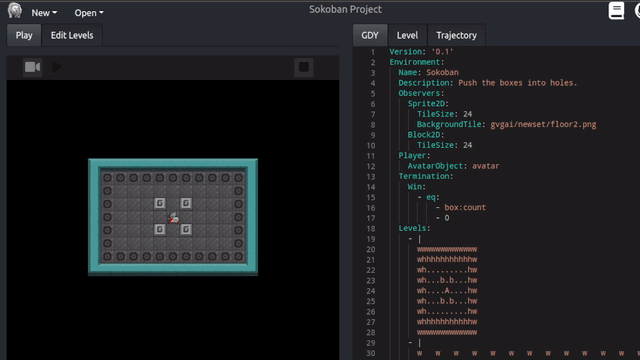 Sokoban Project
New
Open
Play
Edit Levels
GDY
Level
Trajectory
1 Version: '0.1'
2 Environment:
3 Name: Sokoban
4 Description: Push the boxes into holes.
5 Observers:
6 Sprite2D:
7 TileSize: 24
8 BackgroundTile: gvgai/newset/floor2.png
9 Block2D:
10 TileSize: 24
11 Player:
12 AvatarObject: avatar
13 Termination:
14 Win:
15 - eq:
16 - box:count
17 - 0
18 Levels:
19 - |
20 wwwwwwwwwwwww
21 whhhhhhhhhhhw
22 wh.........hw
23 wh...b.b...hw
24 wh....A....hw
25 wh...b.b...hw
26 wh.........hw
27 whhhhhhhhhhhw
28 wwwwwwwwwwwww
29 - |
30 w w w w w w w w w w w w